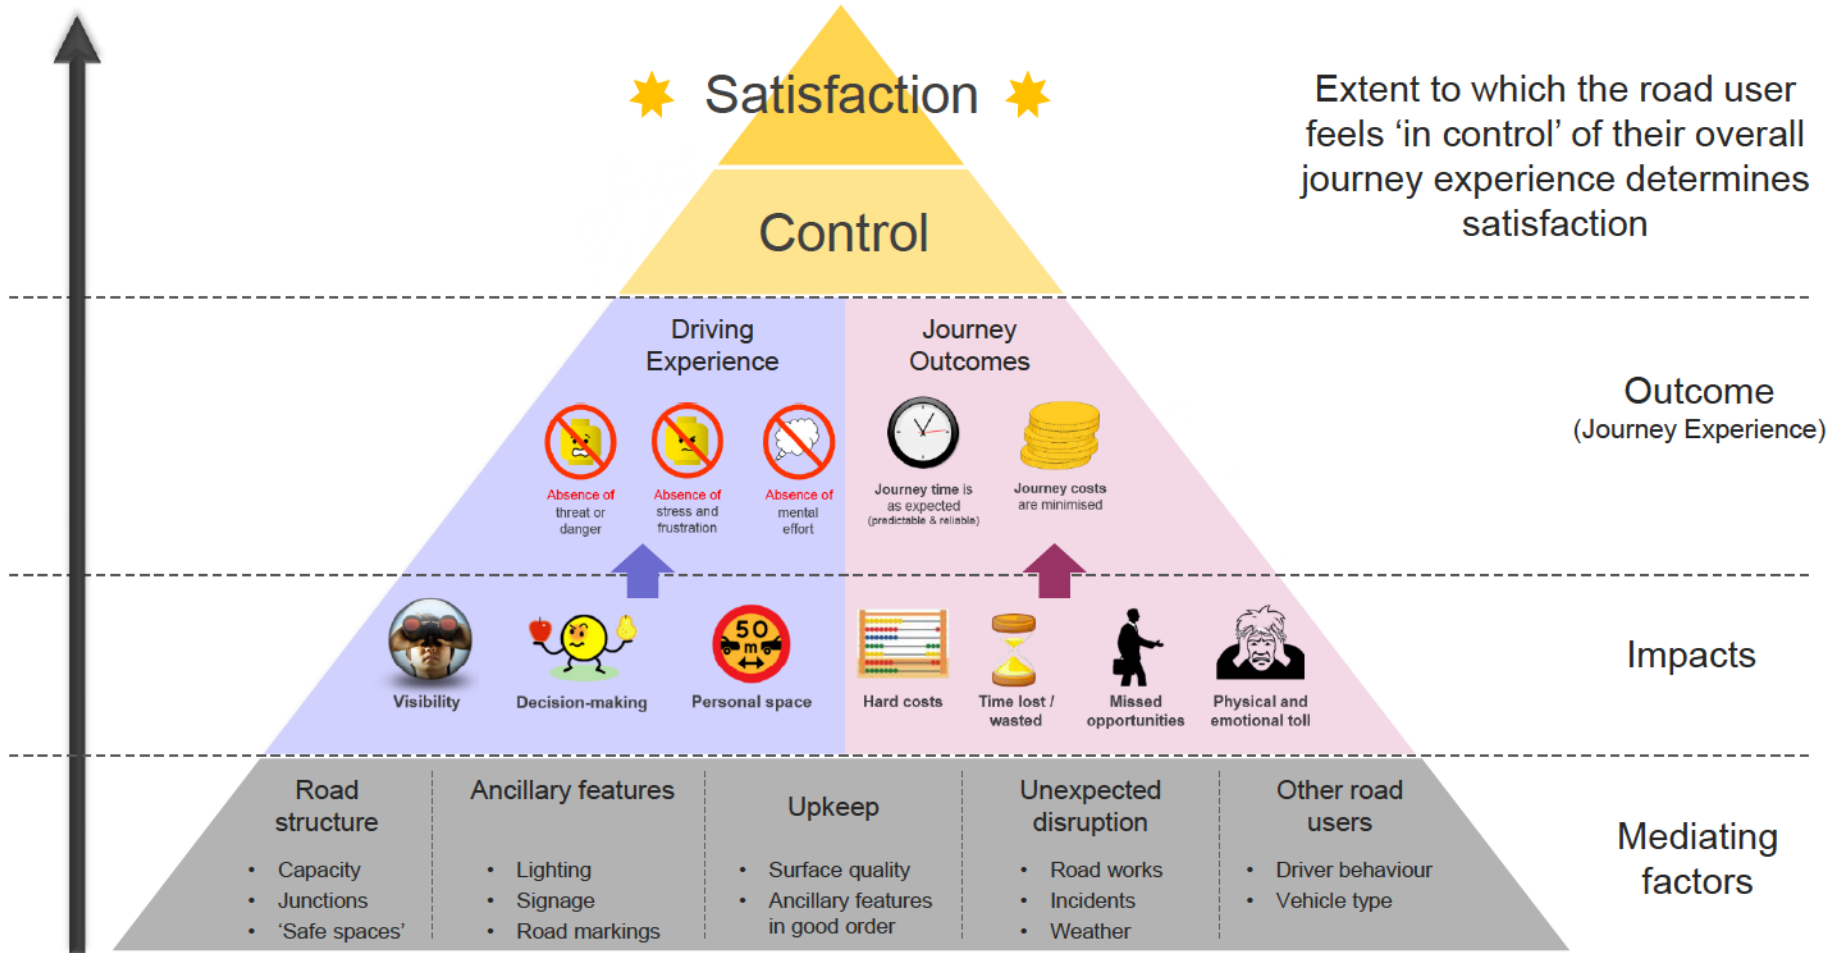 Satisfaction
Extent to which the road user
feels ‘in control’ of their overall
journey experience determines
satisfaction
Control
Driving
Experience
Journey
Outcomes
Outcome
(Journey Experience)
Absence of
threat or
danger
Absence of
stress and
frustration
Absence of
mental
effort
Journey time is
as expected
(predictable & reliable)
Journey costs
are minimised
Visibility
Decision-making
50
m
Personal space
Hard costs
Time lost /
wasted
Missed
opportunities
Physical and
emotional toll
Impacts
Road
structure
• Capacity
• Junctions
• ‘Safe spaces’
Ancillary features
• Lighting
• Signage
• Road markings
Upkeep
• Surface quality
• Ancillary features
in good order
Unexpected
disruption
• Road works
• Incidents
• Weather
Other road
users
• Driver behaviour
• Vehicle type
Mediating
factors